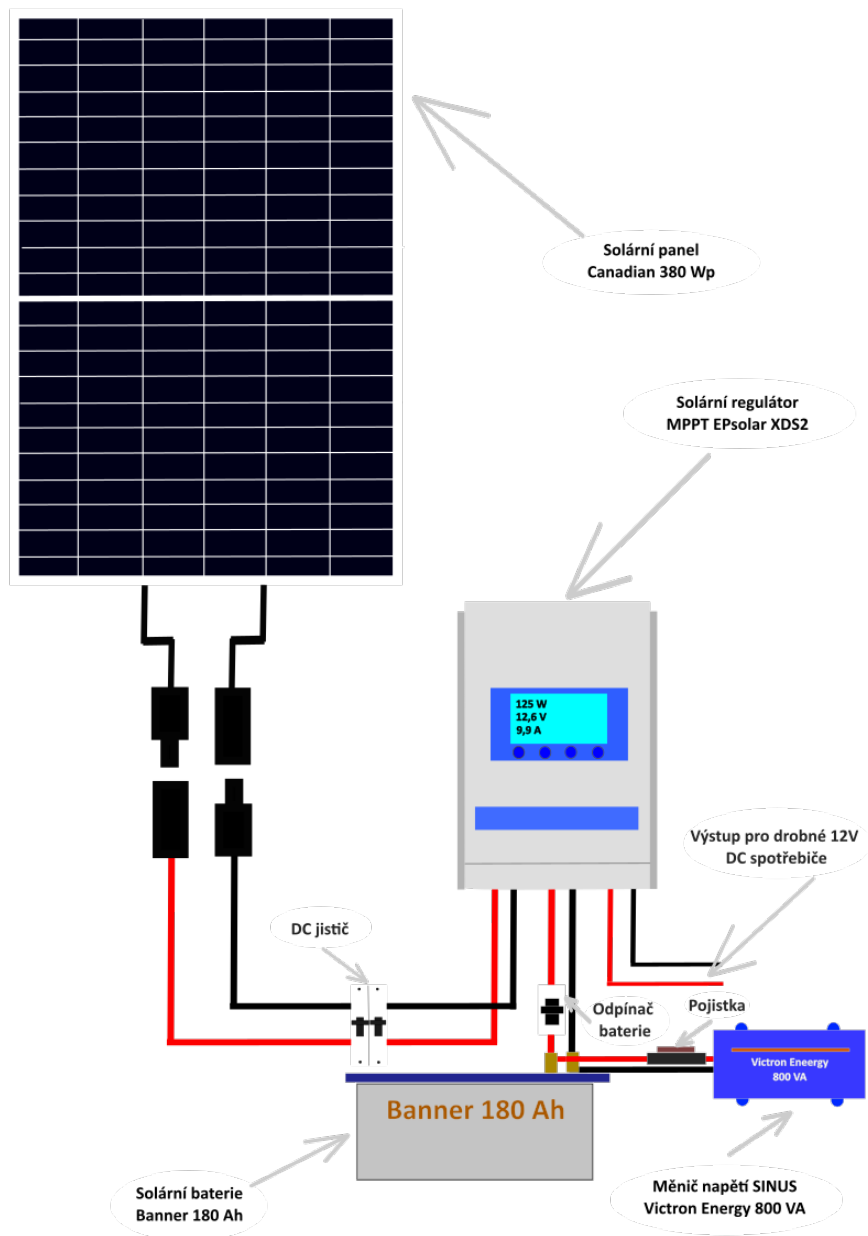 Solární panel
Canadian 380 Wp
Solární regulátor
MPPT EPsolar XDS2
125 W
12,6 V
9,9 A
Výstup pro drobné 12V
DC spotřebiče
DC jistič
Odpínač
baterie
Pojistka
Victron Eneergy
800 VA
Banner 180 Ah
Solární baterie
Banner 180 Ah
Měnič napětí SINUS
Victron Energy 800 VA